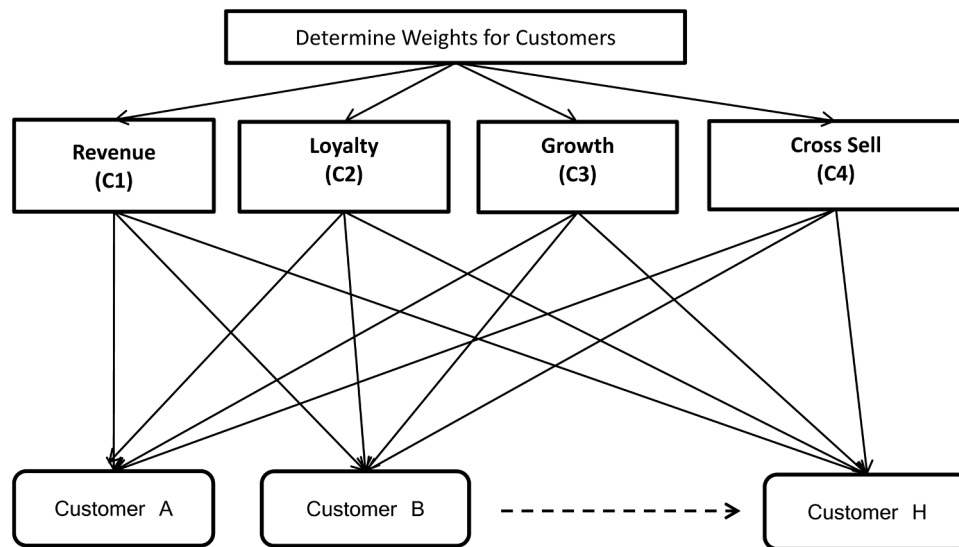 Determine Weights for Customers
Revenue
(C1)
Loyalty
(C2)
Growth
(C3)
Cross Sell
(C4)
Customer A
Customer B
Customer H